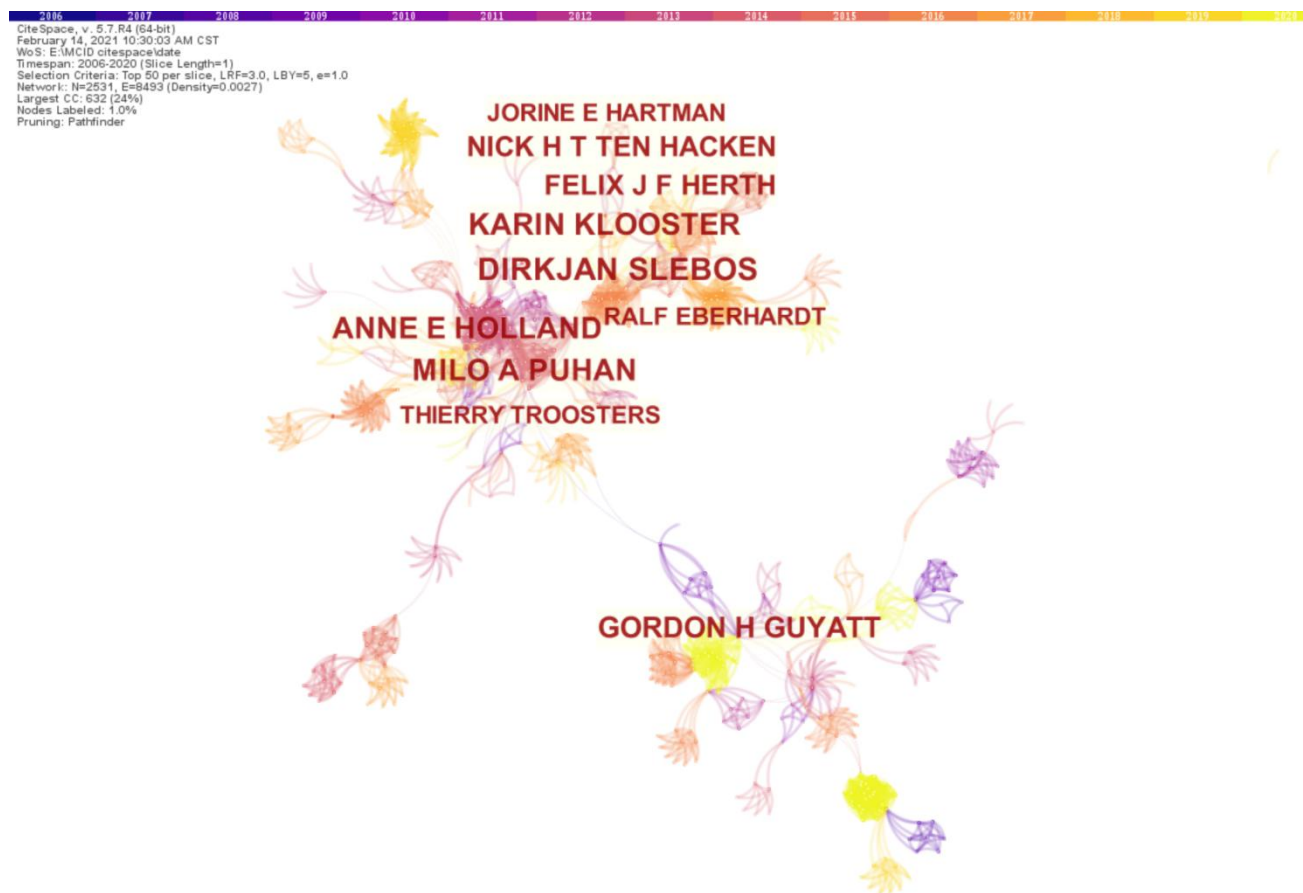 2006 2007 2008 2009 2010 2011 2012 2013 2014 2015 2016 2017 2018 2019 2020
CiteSpace, v. 5.7.R4 (64-bit)
February 14, 2021 10:30:03 AM CST
WoS: E:\MCID citespace\date
Timespan: 2006-2020 (Slice Length=1)
Selection Criteria: Top 50 per slice, LRF=3.0, LBY=5, e=1.0
Network: N=2531, E=8493 (Density=0.0027)
Largest CC: 632 (24%)
Nodes Labeled: 1.0%
Pruning: Pathfinder
JORINE E HARTMAN
NICK H T TEN HACKEN
FELIX J F HERTH
KARIN KLOOSTER
DIRKJAN SLEBOS
RALF EBERHARDT
ANNE E HOLLAND
MILO A PUHAN
THIERRY TROOSTERS
GORDON H GUYATT